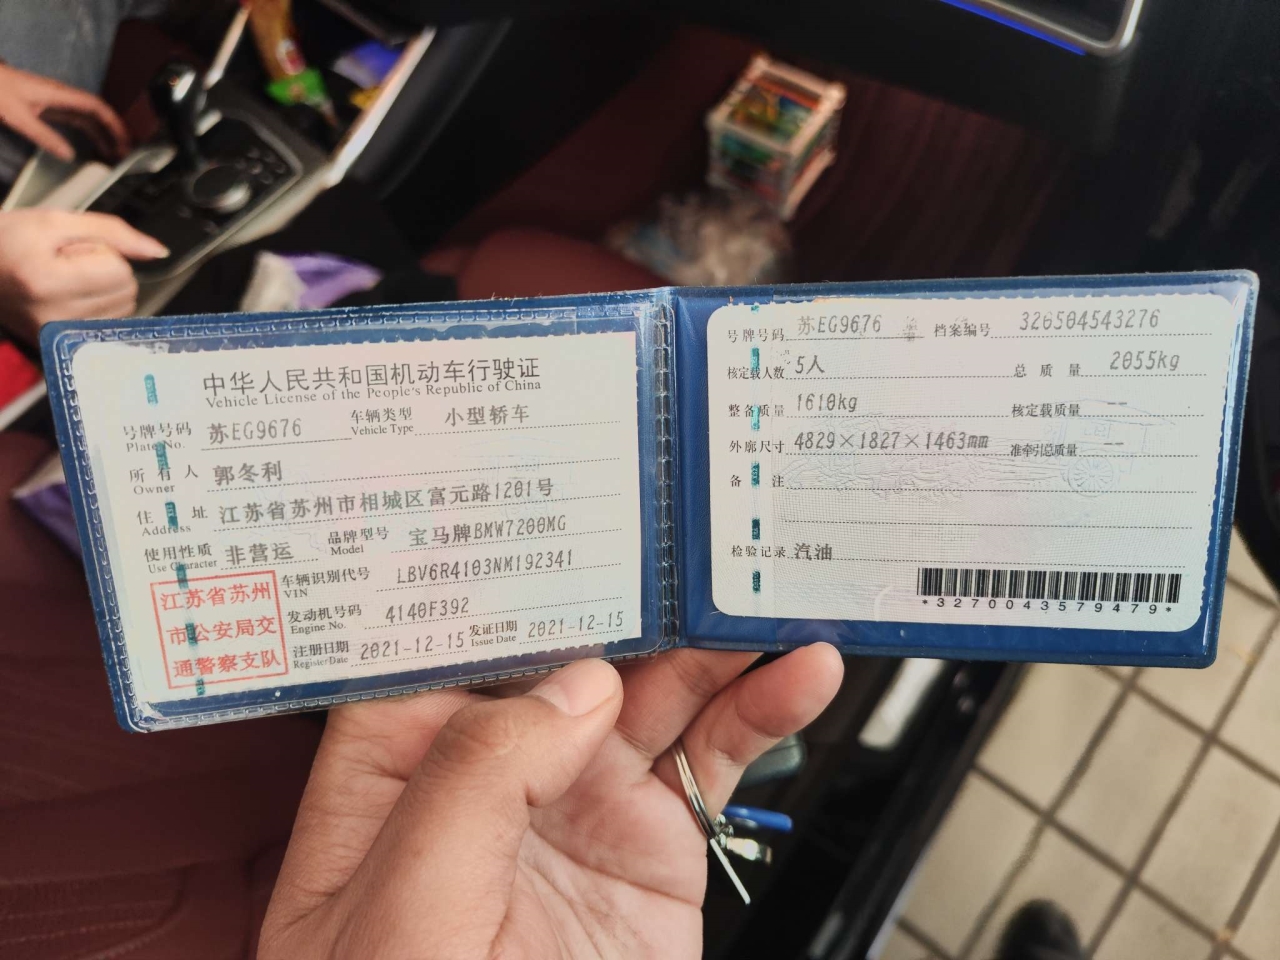 中华人民共和国机动车行驶证
Vehicle License of the People's Republic of China
号牌号码 苏EG9676 车辆类型 小型轿车
Plate No. Vehicle Type
所有人 郭冬利
Owner
住址 江苏省苏州市相城区富元路1201号
Address
使用性质 非营运 品牌型号 宝马牌BMW7200MG
Use Character Model
车辆识别代号 LBV6R4103NM192341
VIN
发动机号码 4140F392
Engine No.
注册日期 2021-12-15 发证日期 2021-12-15
Register Date Issue Date
江苏省苏州
市公安局交
通警察支队
号牌号码 苏EG9676 档案编号 326504543276
核定载人数 5人 总质量 2055kg
整备质量 1610kg 核定载质量 --
外廓尺寸 4829×1827×1463mm 准牵引总质量 --
备注
检验记录 汽油
*3270043579479*